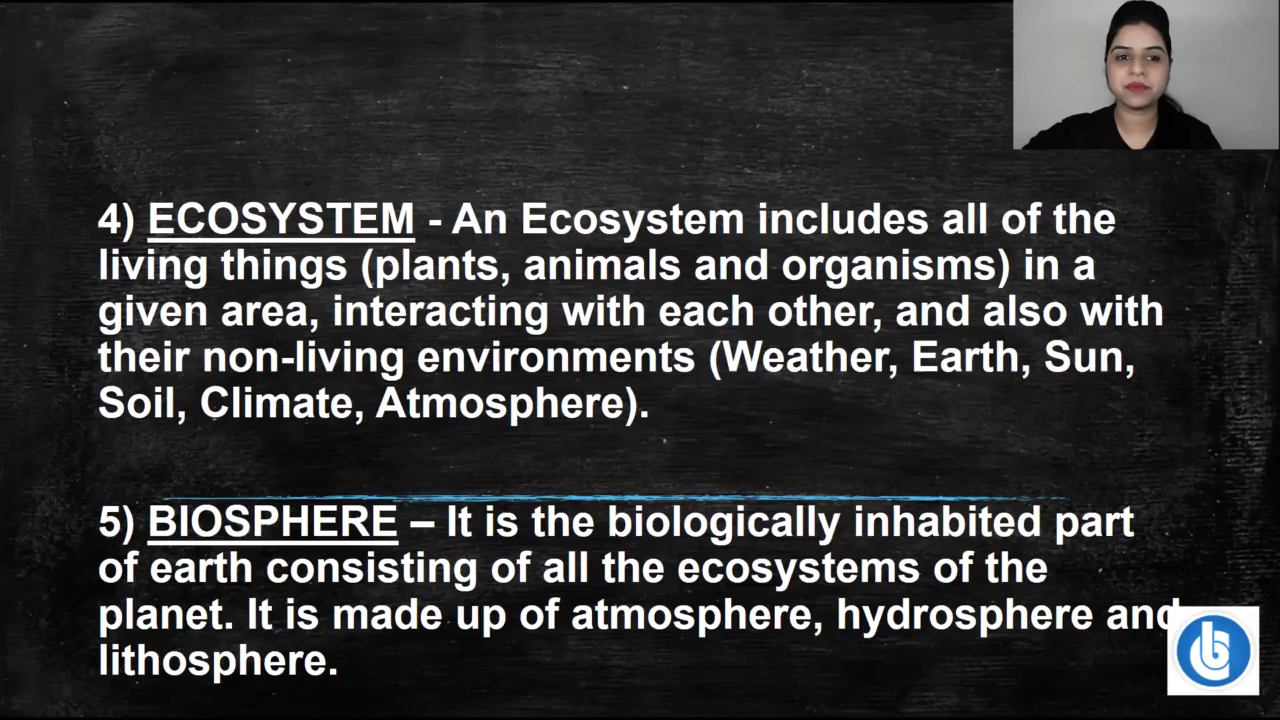 4) ECOSYSTEM - An Ecosystem includes all of the
living things (plants, animals and organisms) in a
given area, interacting with each other, and also with
their non-living environments (Weather, Earth, Sun,
Soil, Climate, Atmosphere).
5) BIOSPHERE – It is the biologically inhabited part
of earth consisting of all the ecosystems of the
planet. It is made up of atmosphere, hydrosphere and
lithosphere.